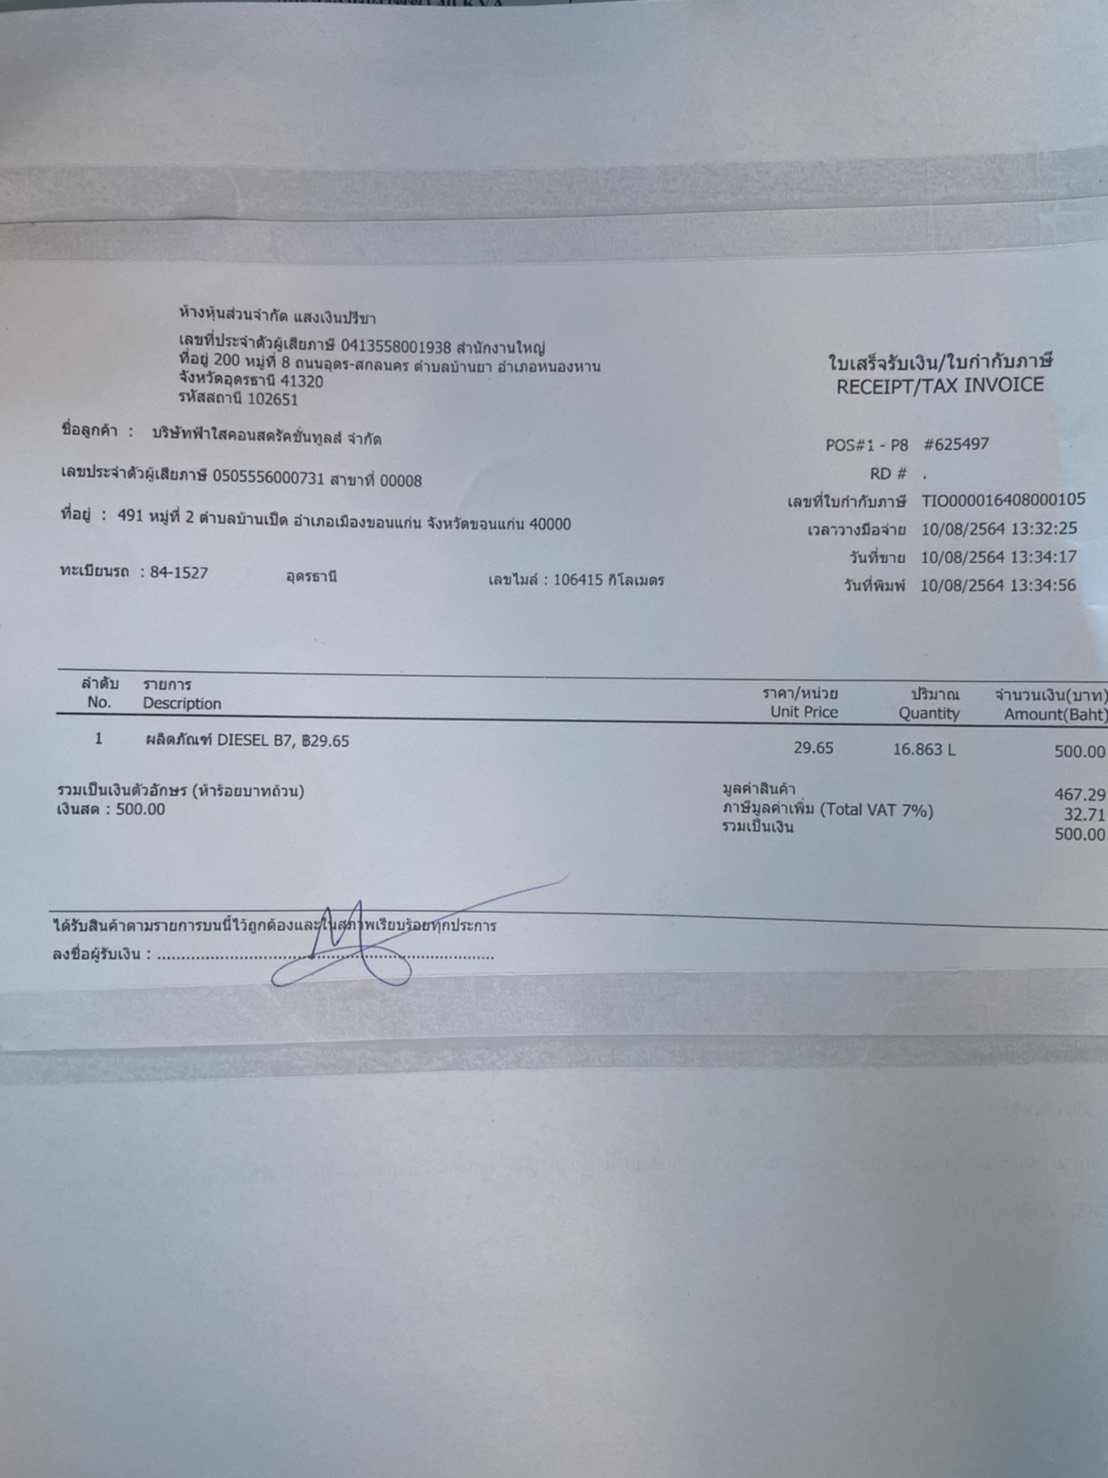 ห้างหุ้นส่วนจำกัด แสงเงินปรีชา
เลขที่ประจำตัวผู้เสียภาษี 0413558001938 สำนักงานใหญ่
ที่อยู่ 200 หมู่ที่ 8 ถนนอุดร-สกลนคร ตำบลบ้านยา อำเภอหนองหาน
จังหวัดอุดรธานี 41320
รหัสสถานี 102651
ใบเสร็จรับเงิน/ใบกำกับภาษี
RECEIPT/TAX INVOICE
ชื่อลูกค้า : บริษัทฟ้าใสคอนสตรัคชั่นทูลส์ จำกัด
เลขประจำตัวผู้เสียภาษี 0505556000731 สาขาที่ 00008
ที่อยู่ : 491 หมู่ที่ 2 ตำบลบ้านเป็ด อำเภอเมืองขอนแก่น จังหวัดขอนแก่น 40000
ทะเบียนรถ : 84-1527 อุดรธานี เลขไมล์ : 106415 กิโลเมตร
POS#1 - P8 #625497
RD # .
เลขที่ใบกำกับภาษี TIO000016408000105
เวลาวางมือจ่าย 10/08/2564 13:32:25
วันที่ขาย 10/08/2564 13:34:17
วันที่พิมพ์ 10/08/2564 13:34:56
ลำดับ รายการ ราคา/หน่วย ปริมาณ จำนวนเงิน(บาท)
No. Description Unit Price Quantity Amount(Baht)
1 ผลิตภัณฑ์ DIESEL B7, ฿29.65 29.65 16.863 L 500.00
รวมเป็นเงินตัวอักษร (ห้าร้อยบาทถ้วน)
เงินสด : 500.00
มูลค่าสินค้า 467.29
ภาษีมูลค่าเพิ่ม (Total VAT 7%) 32.71
รวมเป็นเงิน 500.00
ได้รับสินค้าตามรายการบนนี้ไว้ถูกต้องและในสภาพเรียบร้อยทุกประการ
ลงชื่อผู้รับเงิน : ................................................................